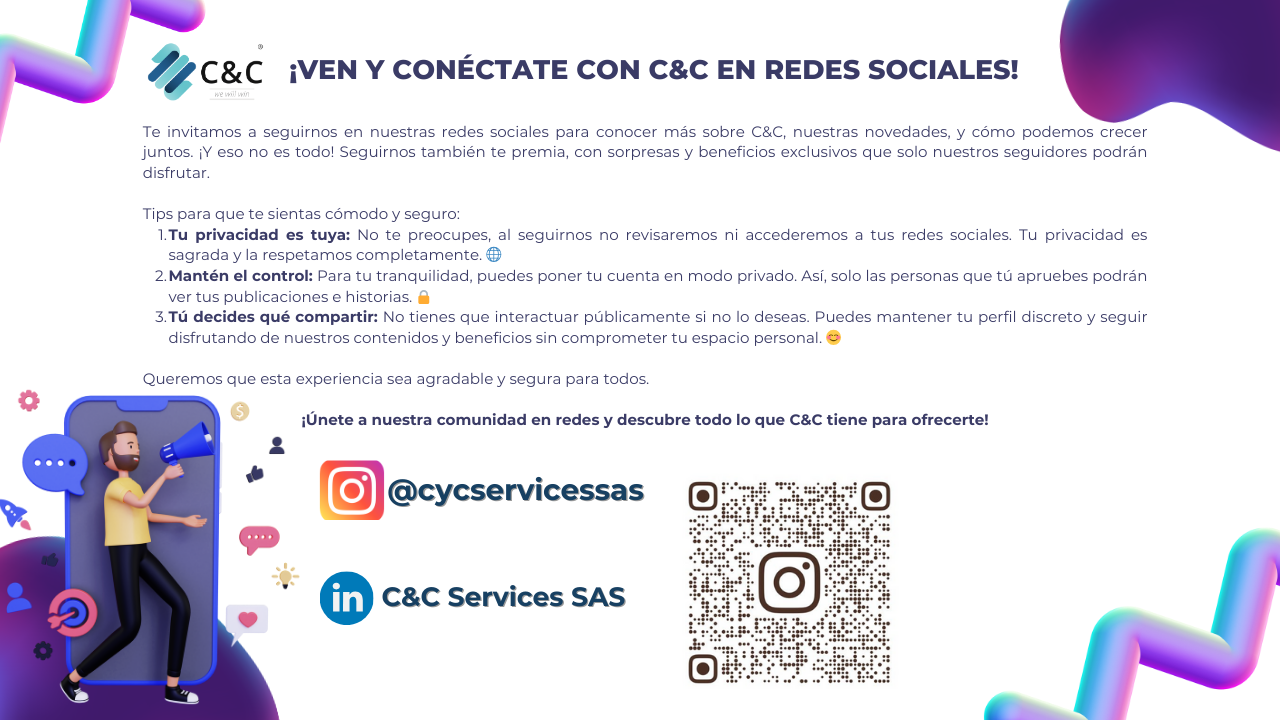 C&C
®
we will win
¡VEN Y CONÉCTATE CON C&C EN REDES SOCIALES!
Te invitamos a seguirnos en nuestras redes sociales para conocer más sobre C&C, nuestras novedades, y cómo podemos crecer
juntos. ¡Y eso no es todo! Seguirnos también te premia, con sorpresas y beneficios exclusivos que solo nuestros seguidores podrán
disfrutar.
Tips para que te sientas cómodo y seguro:
1. Tu privacidad es tuya: No te preocupes, al seguirnos no revisaremos ni accederemos a tus redes sociales. Tu privacidad es
sagrada y la respetamos completamente. 🌐
2. Mantén el control: Para tu tranquilidad, puedes poner tu cuenta en modo privado. Así, solo las personas que tú apruebes podrán
ver tus publicaciones e historias. 🔒
3. Tú decides qué compartir: No tienes que interactuar públicamente si no lo deseas. Puedes mantener tu perfil discreto y seguir
disfrutando de nuestros contenidos y beneficios sin comprometer tu espacio personal. 😊
Queremos que esta experiencia sea agradable y segura para todos.
¡Únete a nuestra comunidad en redes y descubre todo lo que C&C tiene para ofrecerte!
@cycservicessas
in C&C Services SAS